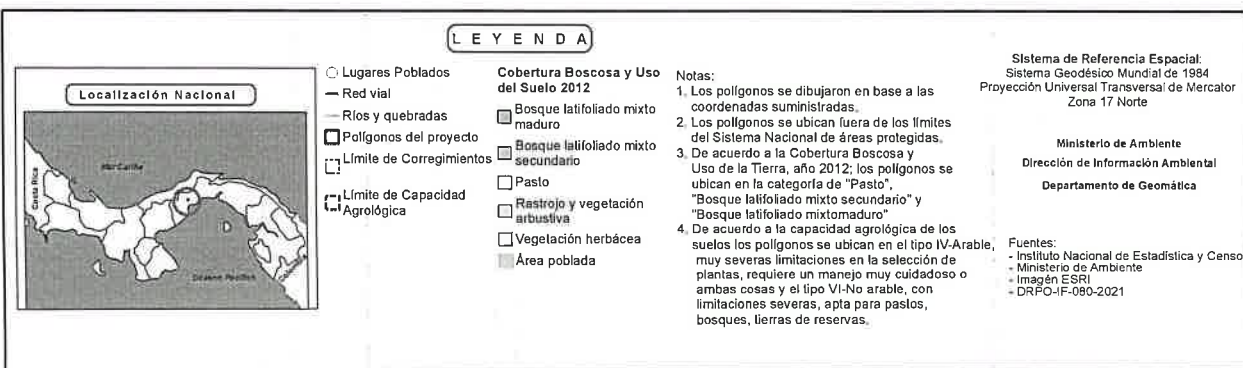 L E Y E N D A
Localización Nacional
Mar Caribe
Costa Rica
Océano Pacífico
Colombia
Lugares Poblados
Red vial
Ríos y quebradas
Polígonos del proyecto
Límite de Corregimientos
Límite de Capacidad
Agrológica
Cobertura Boscosa y Uso
del Suelo 2012
Bosque latifoliado mixto
maduro
Bosque latifoliado mixto
secundario
Pasto
Rastrojo y vegetación
arbustiva
Vegetación herbácea
Área poblada
Notas:
1. Los polígonos se dibujaron en base a las
coordenadas suministradas.
2. Los polígonos se ubican fuera de los límites
del Sistema Nacional de áreas protegidas.
3. De acuerdo a la Cobertura Boscosa y
Uso de la Tierra, año 2012; los polígonos se
ubican en la categoría de "Pasto",
"Bosque latifoliado mixto secundario" y
"Bosque latifoliado mixtomaduro"
4. De acuerdo a la capacidad agrológica de los
suelos los polígonos se ubican en el tipo IV-Arable,
muy severas limitaciones en la selección de
plantas, requiere un manejo muy cuidadoso o
ambas cosas y el tipo VI-No arable, con
limitaciones severas, apta para pastos,
bosques, tierras de reservas.
Sistema de Referencia Espacial:
Sistema Geodésico Mundial de 1984
Proyección Universal Transversal de Mercator
Zona 17 Norte
Ministerio de Ambiente
Dirección de Información Ambiental
Departamento de Geomática
Fuentes:
- Instituto Nacional de Estadística y Censo
- Ministerio de Ambiente
- Imagén ESRI
- DRPO-IF-080-2021